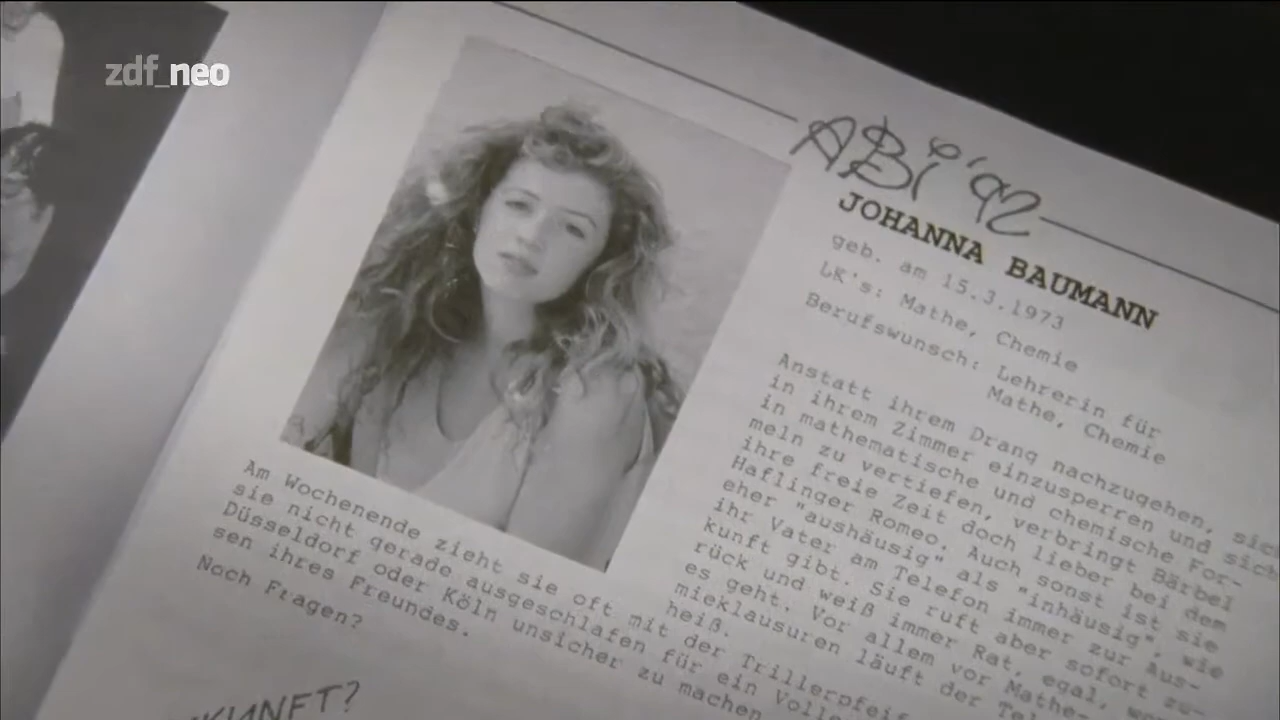 zdf_neo
ABi '92
JOHANNA BAUMANN
geb. am 15.3.1973
LK's: Mathe, Chemie
Berufswunsch: Lehrerin für
Mathe, Chemie
Anstatt ihrem Drang nachzugehen, sich
in ihrem Zimmer einzusperren und sich
in mathematische und chemische For-
meln zu vertiefen, verbringt Bärbel
ihre freie Zeit doch lieber bei dem
Haflinger Romeo. Auch sonst ist sie
eher "aushäusig" als "inhäusig", wie
ihr Vater am Telefon immer zur Aus-
kunft gibt. Sie ruft aber sofort zu-
rück und weiß immer Rat, egal,
es geht. Vor allem vor Mathe-
mieklausuren läuft der Tel
heiß.
Am Wochenende zieht sie oft mit der Trillerpfeif
sie nicht gerade ausgeschlafen für ein Volle
Düsseldorf oder Köln unsicher zu machen
sen ihres Freundes.
Noch Fragen?
KUNFT?